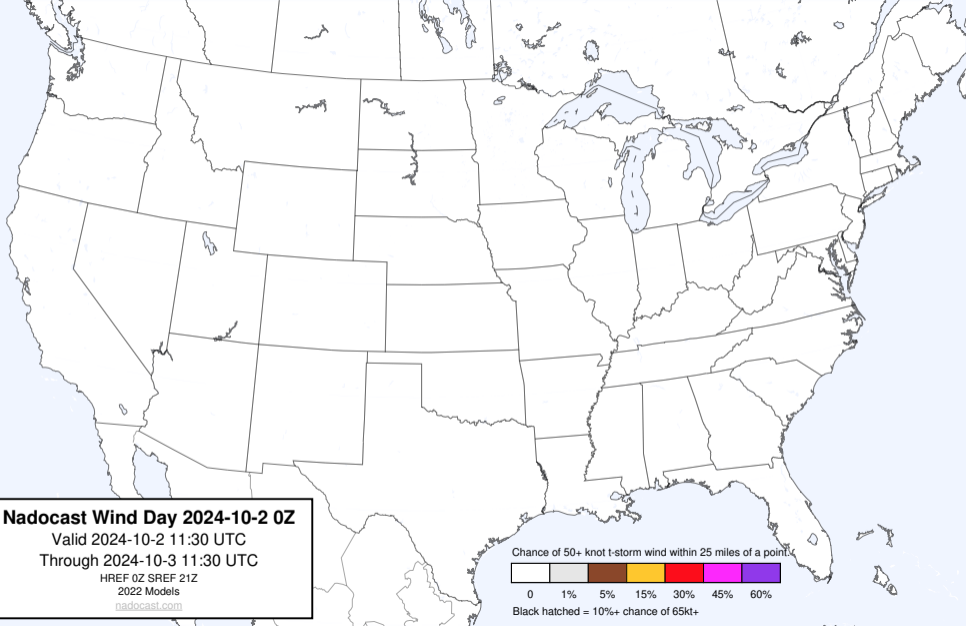 Nadocast Wind Day 2024-10-2 0Z
Valid 2024-10-2 11:30 UTC
Through 2024-10-3 11:30 UTC
HREF 0Z SREF 21Z
2022 Models
nadocast.com
Chance of 50+ knot t-storm wind within 25 miles of a point.
0 1% 5% 15% 30% 45% 60%
Black hatched = 10%+ chance of 65kt+